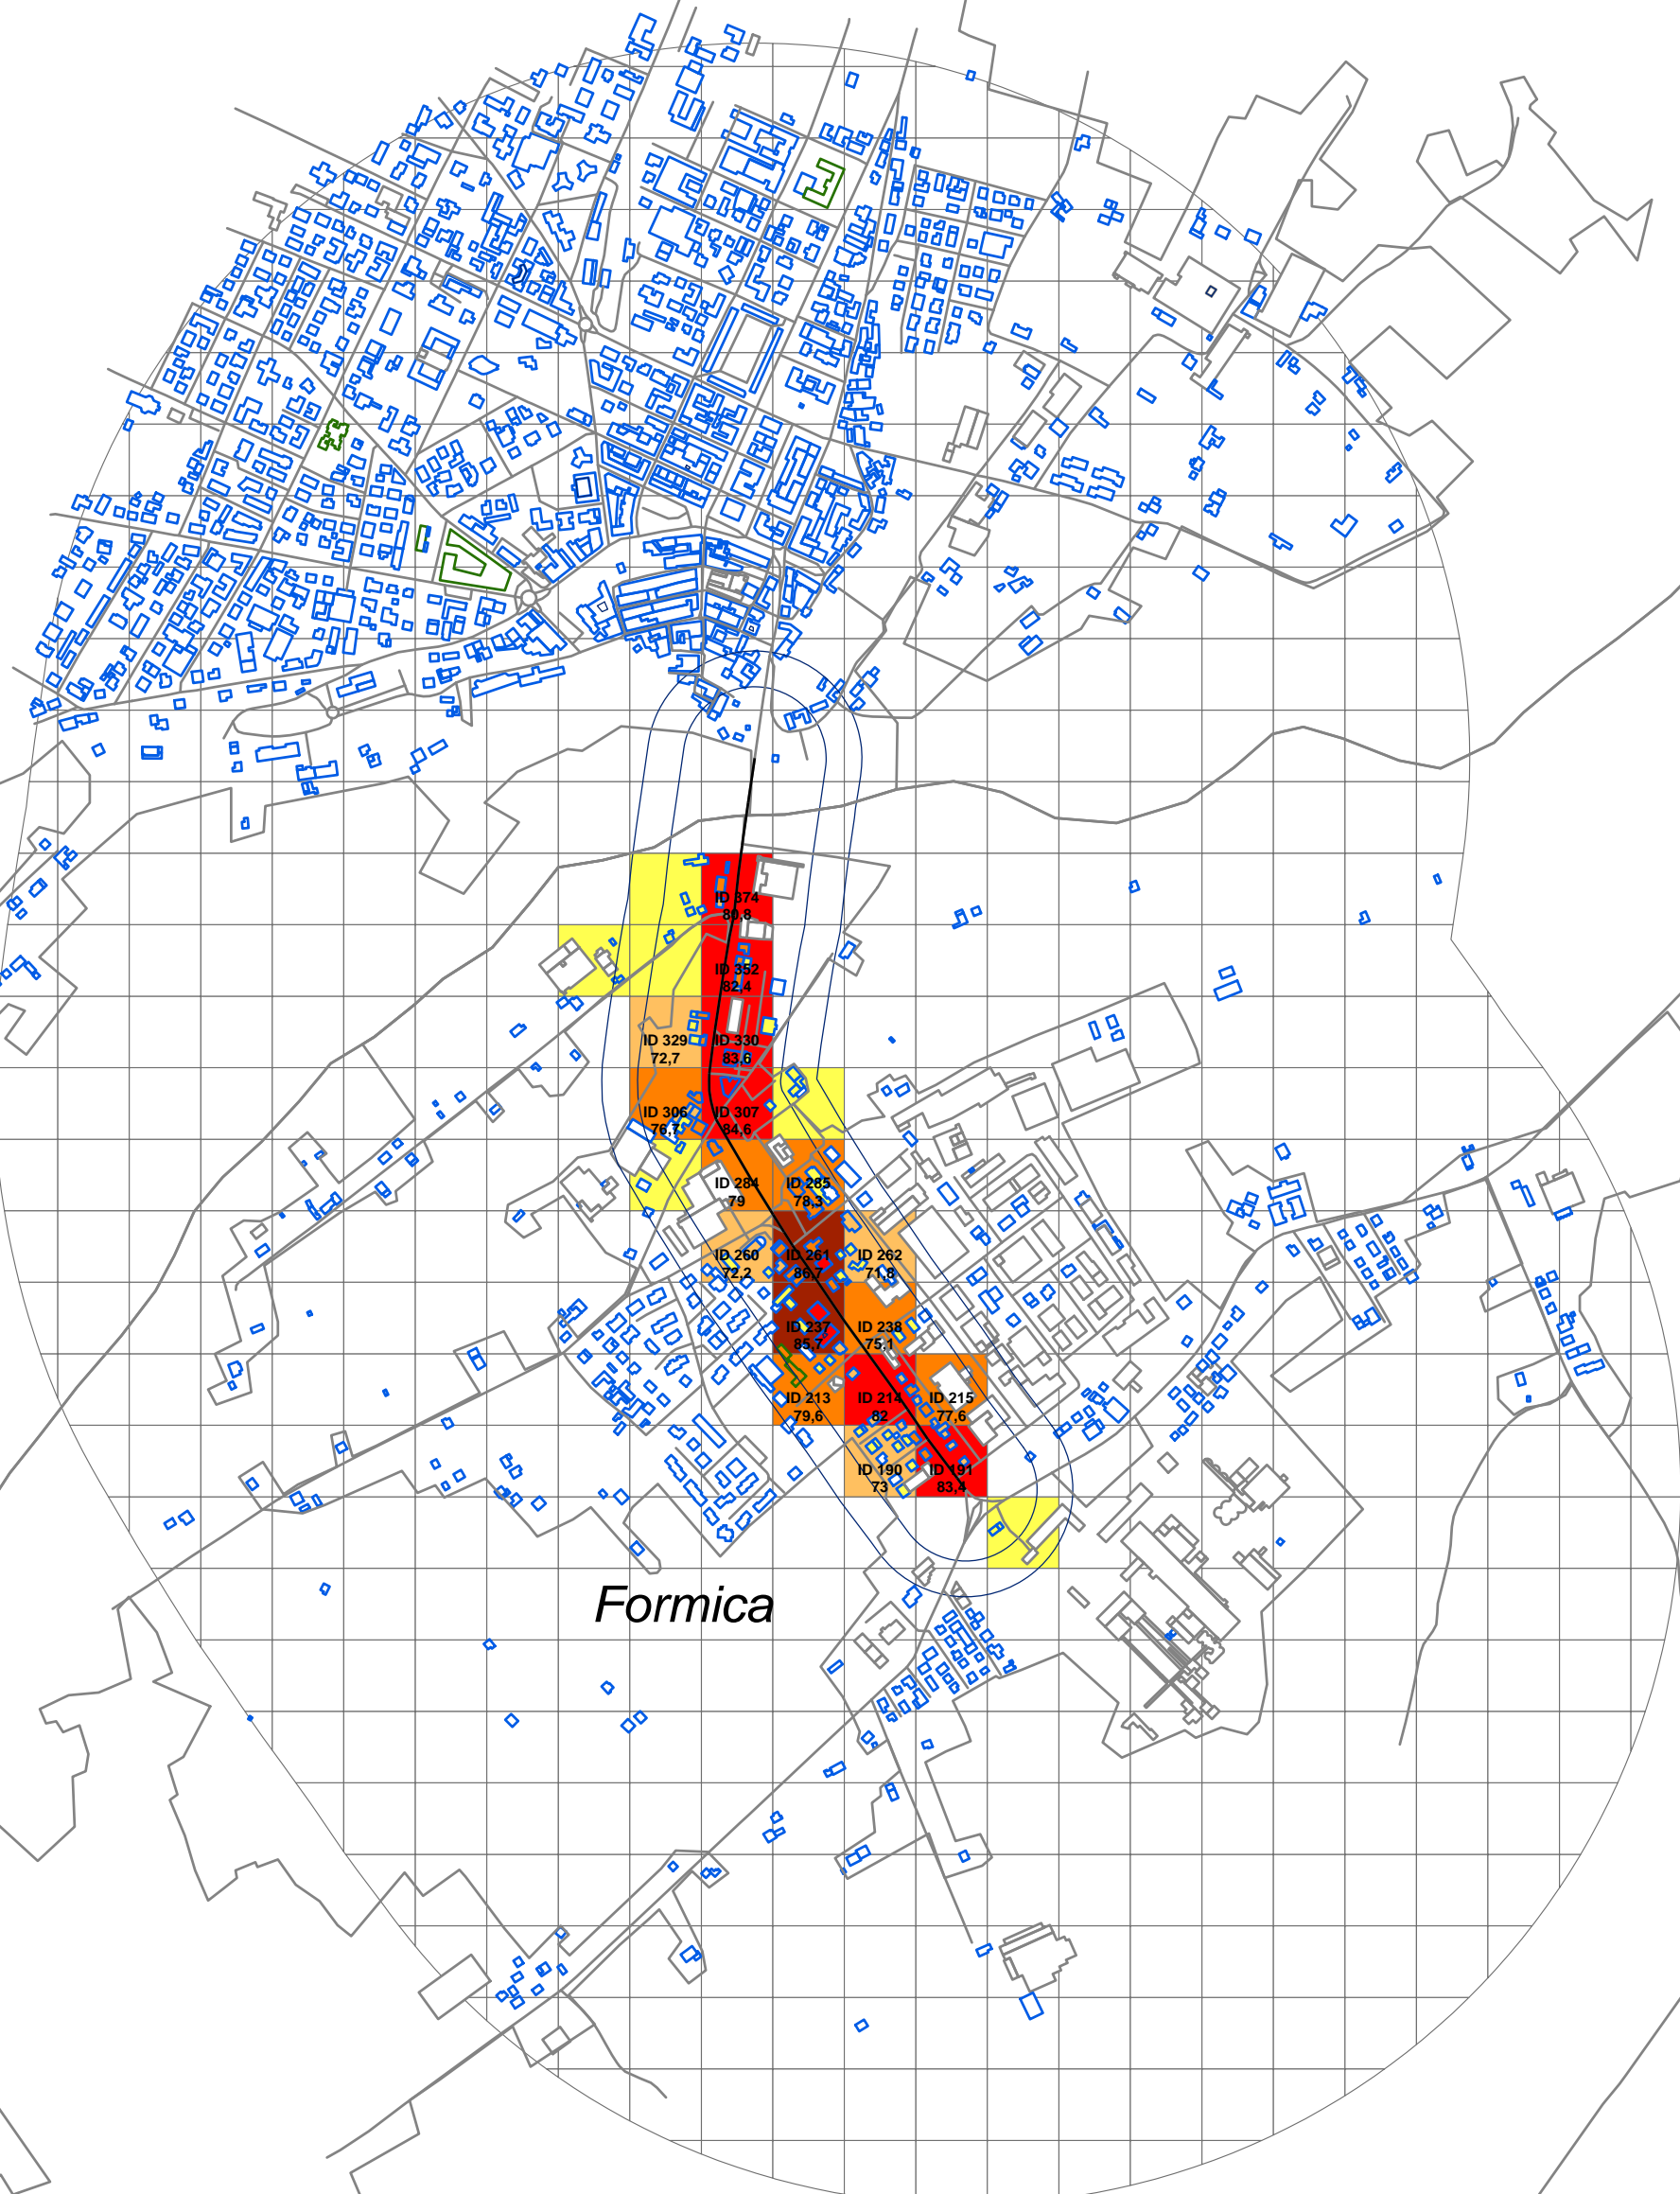 ID 374
80,8
ID 352
82,4
ID 329
72,7
ID 330
83,6
ID 306
76,7
ID 307
84,6
ID 284
79
ID 285
78,3
ID 260
72,2
ID 261
86,7
ID 262
71,8
ID 237
85,7
ID 238
75,1
ID 213
79,6
ID 214
82
ID 215
77,6
ID 190
73
ID 191
83,4
Formica